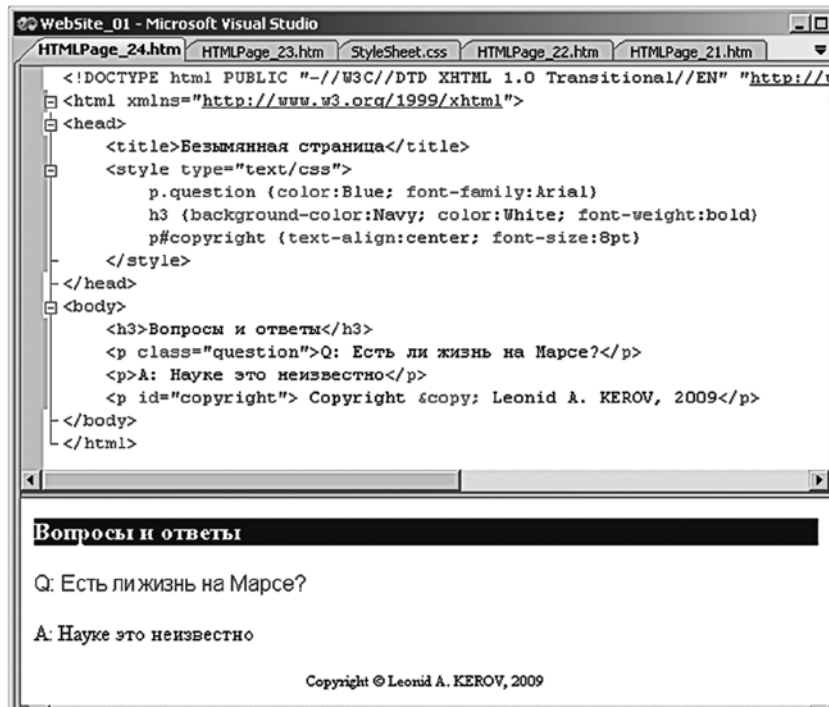 WebSite_01 - Microsoft Visual Studio
HTMLPage_24.htm HTMLPage_23.htm StyleSheet.css HTMLPage_22.htm HTMLPage_21.htm
<!DOCTYPE html PUBLIC "-//W3C//DTD XHTML 1.0 Transitional//EN" "http://w
<html xmlns="http://www.w3.org/1999/xhtml">
<head>
<title>Безымянная страница</title>
<style type="text/css">
p.question {color:Blue; font-family:Arial}
h3 {background-color:Navy; color:White; font-weight:bold}
p#copyright {text-align:center; font-size:8pt}
</style>
</head>
<body>
<h3>Вопросы и ответы</h3>
<p class="question">Q: Есть ли жизнь на Марсе?</p>
<p>A: Науке это неизвестно</p>
<p id="copyright"> Copyright &copy; Leonid A. KEROV, 2009</p>
</body>
</html>
Вопросы и ответы
Q: Есть ли жизнь на Марсе?
A: Науке это неизвестно
Copyright © Leonid A. KEROV, 2009